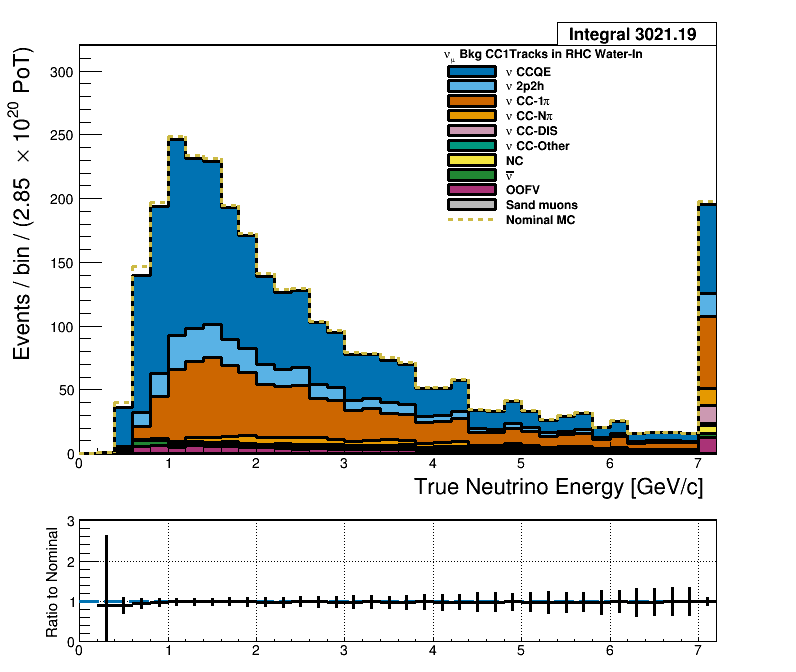 Integral 3021.19
ν_μ Bkg CC1Tracks in RHC Water-In
ν CCQE
ν 2p2h
ν CC-1π
ν CC-Nπ
ν CC-DIS
ν CC-Other
NC
ν̅
OOFV
Sand muons
Nominal MC
Events / bin / (2.85 × 10^20 PoT)
300
250
200
150
100
50
0
0 1 2 3 4 5 6 7
True Neutrino Energy [GeV/c]
Ratio to Nominal
3
2
1
0
0 1 2 3 4 5 6 7